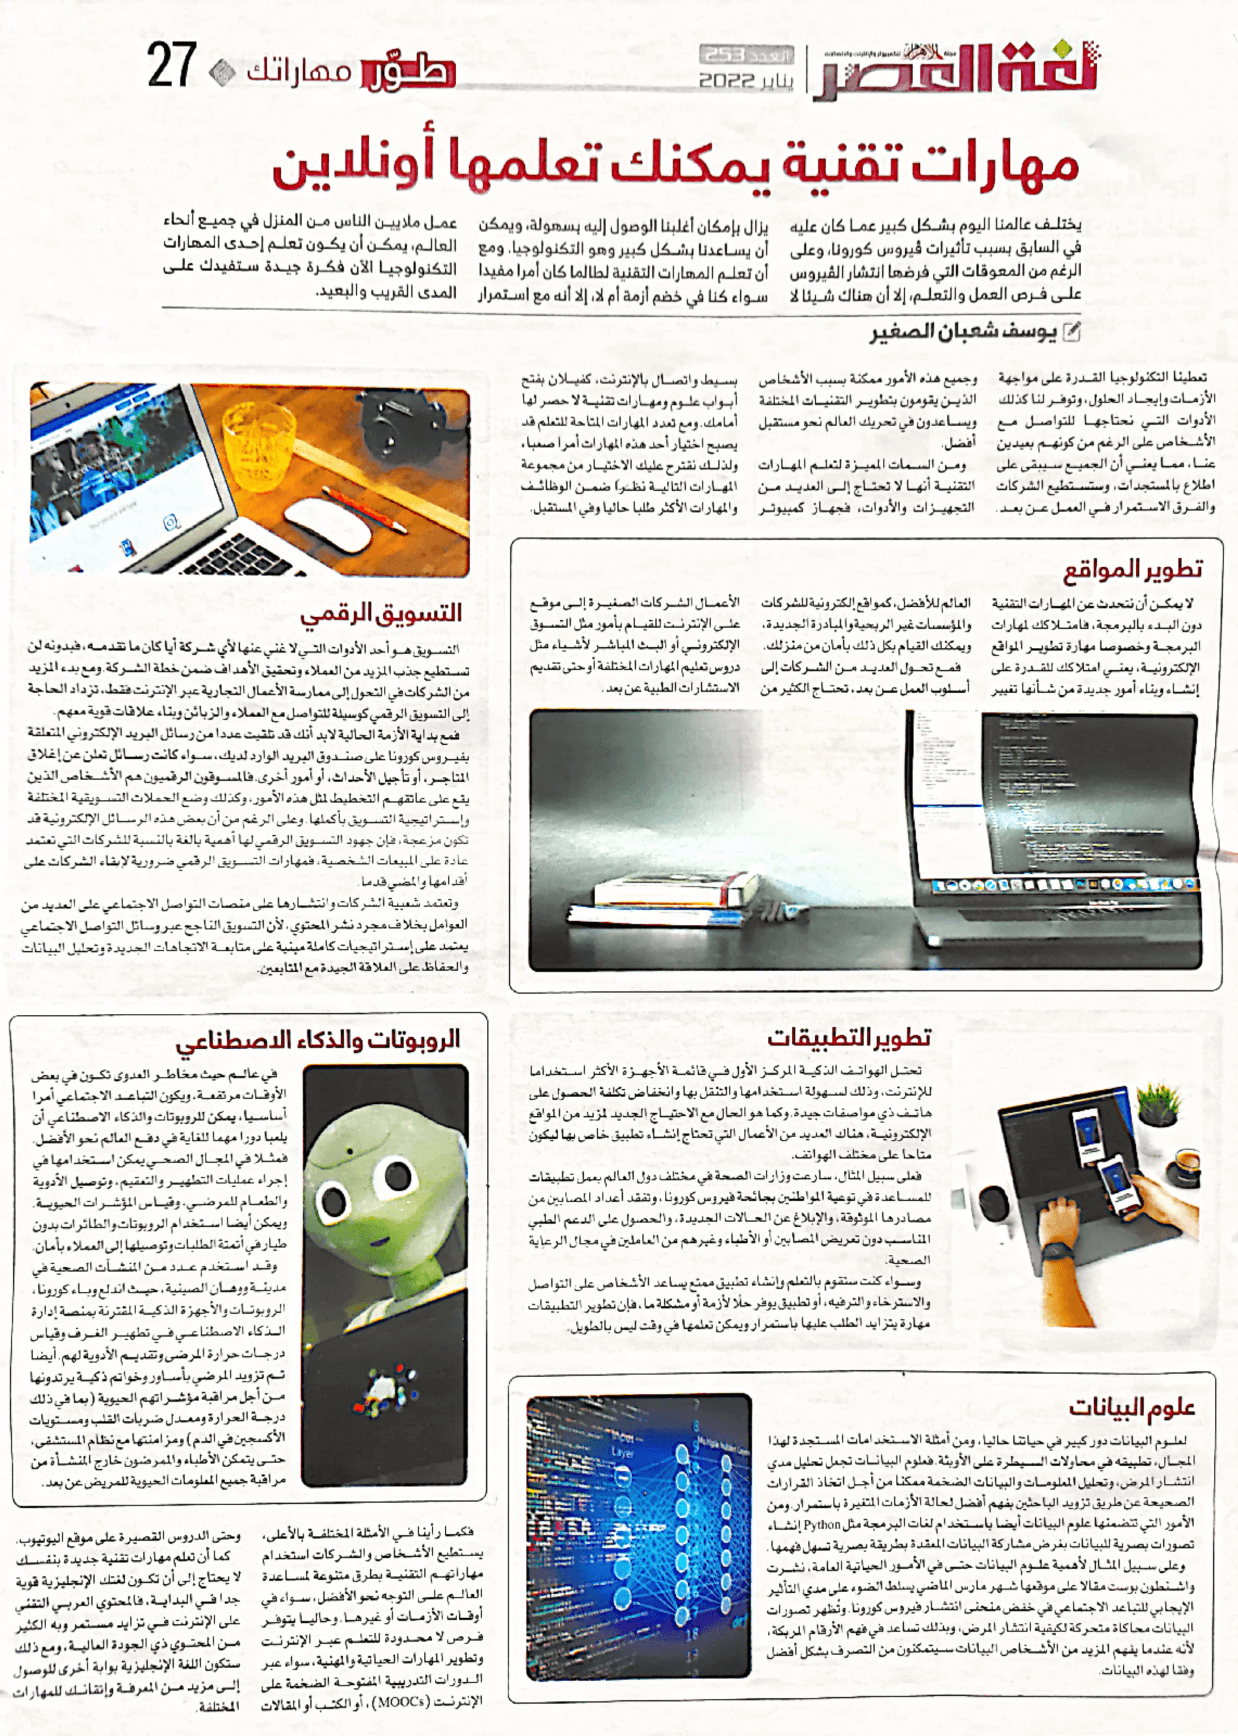 لغة العصر
مجلة الأهرام للكمبيوتر والإنترنت والاتصالات
العدد 253
يناير 2022
طوّر مهاراتك
27
مهارات تقنية يمكنك تعلمها أونلاين
يختلف عالمنا اليوم بشكل كبير عما كان عليه
في السابق بسبب تأثيرات ڤيروس كورونا، وعلى
الرغم من المعوقات التي فرضها انتشار الڤيروس
على فرص العمل والتعلم، إلا أن هناك شيئا لا
يزال بإمكان أغلبنا الوصول إليه بسهولة، ويمكن
أن يساعدنا بشكل كبير وهو التكنولوجيا. ومع
أن تعلم المهارات التقنية لطالما كان أمرا مفيدا
سواء كنا في خضم أزمة أم لا، إلا أنه مع استمرار
عمل ملايين الناس من المنزل في جميع أنحاء
العالم، يمكن أن يكون تعلم إحدى المهارات
التكنولوجيا الآن فكرة جيدة ستفيدك على
المدى القريب والبعيد.
يوسف شعبان الصغير
تعطينا التكنولوجيا القدرة على مواجهة
الأزمات وإيجاد الحلول، وتوفر لنا كذلك
الأدوات التي نحتاجها للتواصل مع
الأشخاص على الرغم من كونهم بعيدين
عنا، مما يعني أن الجميع سيبقى على
اطلاع بالمستجدات، وستستطيع الشركات
والفرق الاستمرار في العمل عن بعد.
وجميع هذه الأمور ممكنة بسبب الأشخاص
الذين يقومون بتطوير التقنيات المختلفة
ويساعدون في تحريك العالم نحو مستقبل
أفضل.
ومن السمات المميزة لتعلم المهارات
التقنية أنها لا تحتاج إلى العديد من
التجهيزات والأدوات، فجهاز كمبيوتر
بسيط واتصال بالإنترنت، كفيلان بفتح
أبواب علوم ومهارات تقنية لا حصر لها
أمامك. ومع تعدد المهارات المتاحة للتعلم قد
يصبح اختيار أحد هذه المهارات أمرا صعبا،
ولذلك نقترح عليك الاختيار من مجموعة
المهارات التالية نظرا ضمن الوظائف
والمهارات الأكثر طلبا حاليا وفي المستقبل.
تطوير المواقع
لا يمكن أن نتحدث عن المهارات التقنية
دون البدء بالبرمجة، فامتلاكك لمهارات
البرمجة وخصوصا مهارة تطوير المواقع
الإلكترونية، يعني امتلاكك للقدرة على
إنشاء وبناء أمور جديدة من شأنها تغيير
العالم للأفضل، كمواقع إلكترونية للشركات
والمؤسسات غير الربحية والمبادرة الجديدة،
ويمكنك القيام بكل ذلك بأمان من منزلك.
فمع تحول العديد من الشركات إلى
أسلوب العمل عن بعد، تحتاج الكثير من
الأعمال الشركات الصغيرة إلى موقع
على الإنترنت للقيام بأمور مثل التسوق
الإلكتروني أو البث المباشر لأشياء مثل
دروس تعليم المهارات المختلفة أو حتى تقديم
الاستشارات الطبية عن بعد.
التسويق الرقمي
التسويق هو أحد الأدوات التي لا غني عنها لأي شركة أيا كان ما تقدمه، فبدونه لن
تستطيع جذب المزيد من العملاء وتحقيق الأهداف ضمن خطة الشركة. ومع بدء المزيد
من الشركات في التحول إلى ممارسة الأعمال التجارية عبر الإنترنت فقط، تزداد الحاجة
إلى التسويق الرقمي كوسيلة للتواصل مع العملاء والزبائن وبناء علاقات قوية معهم.
فمع بداية الأزمة الحالية لابد أنك قد تلقيت عددا من رسائل البريد الإلكتروني المتعلقة
بفيروس كورونا على صندوق البريد الوارد لديك، سواء كانت رسائل تعلن عن إغلاق
المتاجر، أو تأجيل الأحداث، أو أمور أخرى. فالمسوقون الرقميون هم الأشخاص الذين
يقع على عاتقهم التخطيط لمثل هذه الأمور، وكذلك وضع الحملات التسويقية المختلفة
وإستراتيجية التسويق بأكملها. وعلى الرغم من أن بعض هذه الرسائل الإلكترونية قد
تكون مزعجة، فإن جهود التسويق الرقمي لها أهمية بالغة بالنسبة للشركات التي تعتمد
عادة على المبيعات الشخصية، فمهارات التسويق الرقمي ضرورية لإبقاء الشركات على
أقدامها والمضي قدما.
وتعتمد شعبية الشركات وانتشارها على منصات التواصل الاجتماعي على العديد من
العوامل بخلاف مجرد نشر المحتوي، لأن التسويق الناجح عبر وسائل التواصل الاجتماعي
يعتمد على إستراتيجيات كاملة مبنية على متابعة الاتجاهات الجديدة وتحليل البيانات
والحفاظ على العلاقة الجيدة مع المتابعين.
تطوير التطبيقات
تحتل الهواتف الذكية المركز الأول في قائمة الأجهزة الأكثر استخداما
للإنترنت، وذلك لسهولة استخدامها والتنقل بها وانخفاض تكلفة الحصول على
هاتف ذي مواصفات جيدة. وكما هو الحال مع الاحتياج الجديد لمزيد من المواقع
الإلكترونية، هناك العديد من الأعمال التي تحتاج إنشاء تطبيق خاص بها ليكون
متاحا على مختلف الهواتف.
فعلى سبيل المثال، سارعت وزارات الصحة في مختلف دول العالم بعمل تطبيقات
للمساعدة في توعية المواطنين بجائحة فيروس كورونا، وتفقد أعداد المصابين من
مصادرها الموثوقة، والإبلاغ عن الحالات الجديدة، والحصول على الدعم الطبي
المناسب دون تعريض المصابين أو الأطباء وغيرهم من العاملين في مجال الرعاية
الصحية.
وسواء كنت ستقوم بالتعلم وإنشاء تطبيق ممتع يساعد الأشخاص على التواصل
والاسترخاء والترفيه، أو تطبيق يوفر حلا لأزمة أو مشكلة ما، فإن تطوير التطبيقات
مهارة يتزايد الطلب عليها باستمرار ويمكن تعلمها في وقت ليس بالطويل.
الروبوتات والذكاء الاصطناعي
في عالم حيث مخاطر العدوى تكون في بعض
الأوقات مرتفعة، ويكون التباعد الاجتماعي أمرا
أساسيا، يمكن للروبوتات والذكاء الاصطناعي أن
يلعبا دورا مهما للغاية في دفع العالم نحو الأفضل.
فمثلا في المجال الصحي يمكن استخدامها في
إجراء عمليات التطهير والتعقيم، وتوصيل الأدوية
والطعام للمرضي، وقياس المؤشرات الحيوية.
ويمكن أيضا استخدام الروبوتات والطائرات بدون
طيار في أتمتة الطلبات وتوصيلها إلى العملاء بأمان.
وقد استخدم عدد من المنشآت الصحية في
مدينة ووهان الصينية، حيث اندلع وباء كورونا،
الروبوتات والأجهزة الذكية المقترنة بمنصة إدارة
الذكاء الاصطناعي في تطهير الغرف وقياس
درجات حرارة المرضى وتقديم الأدوية لهم. أيضا
تم تزويد المرضي بأساور وخواتم ذكية يرتدونها
من أجل مراقبة مؤشراتهم الحيوية (بما في ذلك
درجة الحرارة ومعدل ضربات القلب ومستويات
الأكسجين في الدم) ومزامنتها مع نظام المستشفى،
حتى يتمكن الأطباء والممرضون خارج المنشأة من
مراقبة جميع المعلومات الحيوية للمريض عن بعد.
علوم البيانات
لعلوم البيانات دور كبير في حياتنا حاليا، ومن أمثلة الاستخدامات المستجدة لهذا
المجال، تطبيقه في محاولات السيطرة على الأوبئة. فعلوم البيانات تجعل تحليل مدي
انتشار المرض، وتحليل المعلومات والبيانات الضخمة ممكنا من أجل اتخاذ القرارات
الصحيحة عن طريق تزويد الباحثين بفهم أفضل لحالة الأزمات المتغيرة باستمرار. ومن
الأمور التي تتضمنها علوم البيانات أيضا باستخدام لغات البرمجة مثل Python إنشاء
تصورات بصرية للبيانات بغرض مشاركة البيانات المعقدة بطريقة بصرية تسهل فهمها.
وعلى سبيل المثال لأهمية علوم البيانات حتى في الأمور الحياتية العامة، نشرت
واشنطون بوست مقالا على موقعها شهر مارس الماضي يسلط الضوء على مدي التأثير
الإيجابي للتباعد الاجتماعي في خفض منحنى انتشار فيروس كورونا. وتظهر تصورات
البيانات محاكاة متحركة لكيفية انتشار المرض، وبذلك تساعد في فهم الأرقام المربكة،
لأنه عندما يفهم المزيد من الأشخاص البيانات سيتمكنون من التصرف بشكل أفضل
وفقا لهذه البيانات.
Input
Layer
فكما رأينا في الأمثلة المختلفة بالأعلى،
يستطيع الأشخاص والشركات استخدام
مهاراتهم التقنية بطرق متنوعة لمساعدة
العالم على التوجه نحو الأفضل، سواء في
أوقات الأزمات أو غيرها. وحاليا يتوفر
فرص لا محدودة للتعلم عبر الإنترنت
وتطوير المهارات الحياتية والمهنية، سواء عبر
الدورات التدريبية المفتوحة الضخمة على
الإنترنت (MOOCs)، أو الكتب أو المقالات
وحتى الدروس القصيرة على موقع اليوتيوب.
كما أن تعلم مهارات تقنية جديدة بنفسك
لا يحتاج إلى أن تكون لغتك الإنجليزية قوية
جدا في البداية، فالمحتوي العربي التقني
على الإنترنت في تزايد مستمر وبه الكثير
من المحتوي ذي الجودة العالية، ومع ذلك
ستكون اللغة الإنجليزية بوابة أخرى للوصول
إلى مزيد من المعرفة وإتقانك للمهارات
المختلفة.